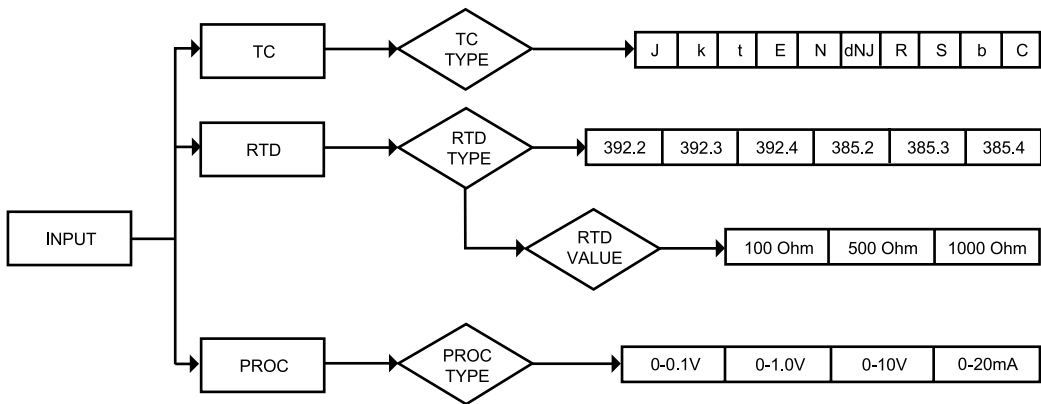 TC
TC
TYPE
J k t E N dNJ R S b C
RTD
RTD
TYPE
392.2 392.3 392.4 385.2 385.3 385.4
INPUT
RTD
VALUE
100 Ohm 500 Ohm 1000 Ohm
PROC
PROC
TYPE
0-0.1V 0-1.0V 0-10V 0-20mA